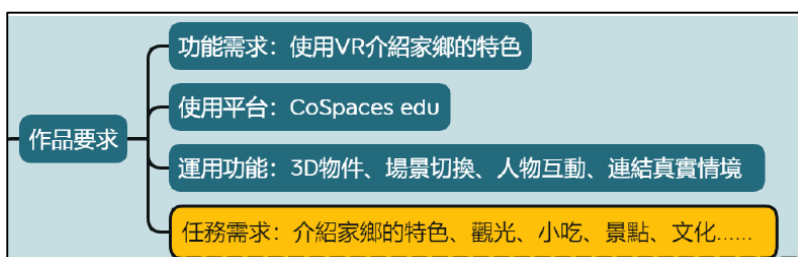 功能需求：使用VR介紹家鄉的特色
使用平台：CoSpaces edu
作品要求
運用功能：3D物件、場景切換、人物互動、連結真實情境
任務需求：介紹家鄉的特色、觀光、小吃、景點、文化......